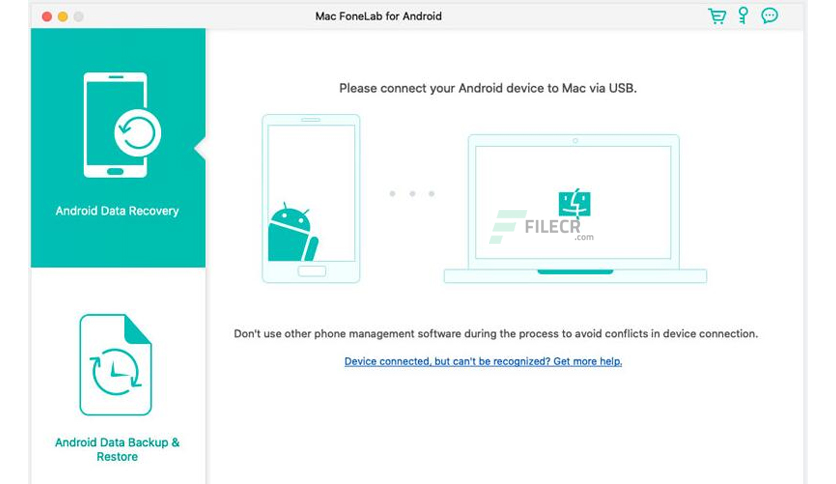 Mac FoneLab for Android
Please connect your Android device to Mac via USB.
Android Data Recovery
FILECR
.com
Don't use other phone management software during the process to avoid conflicts in device connection.
Device connected, but can't be recognized? Get more help.
Android Data Backup &
Restore